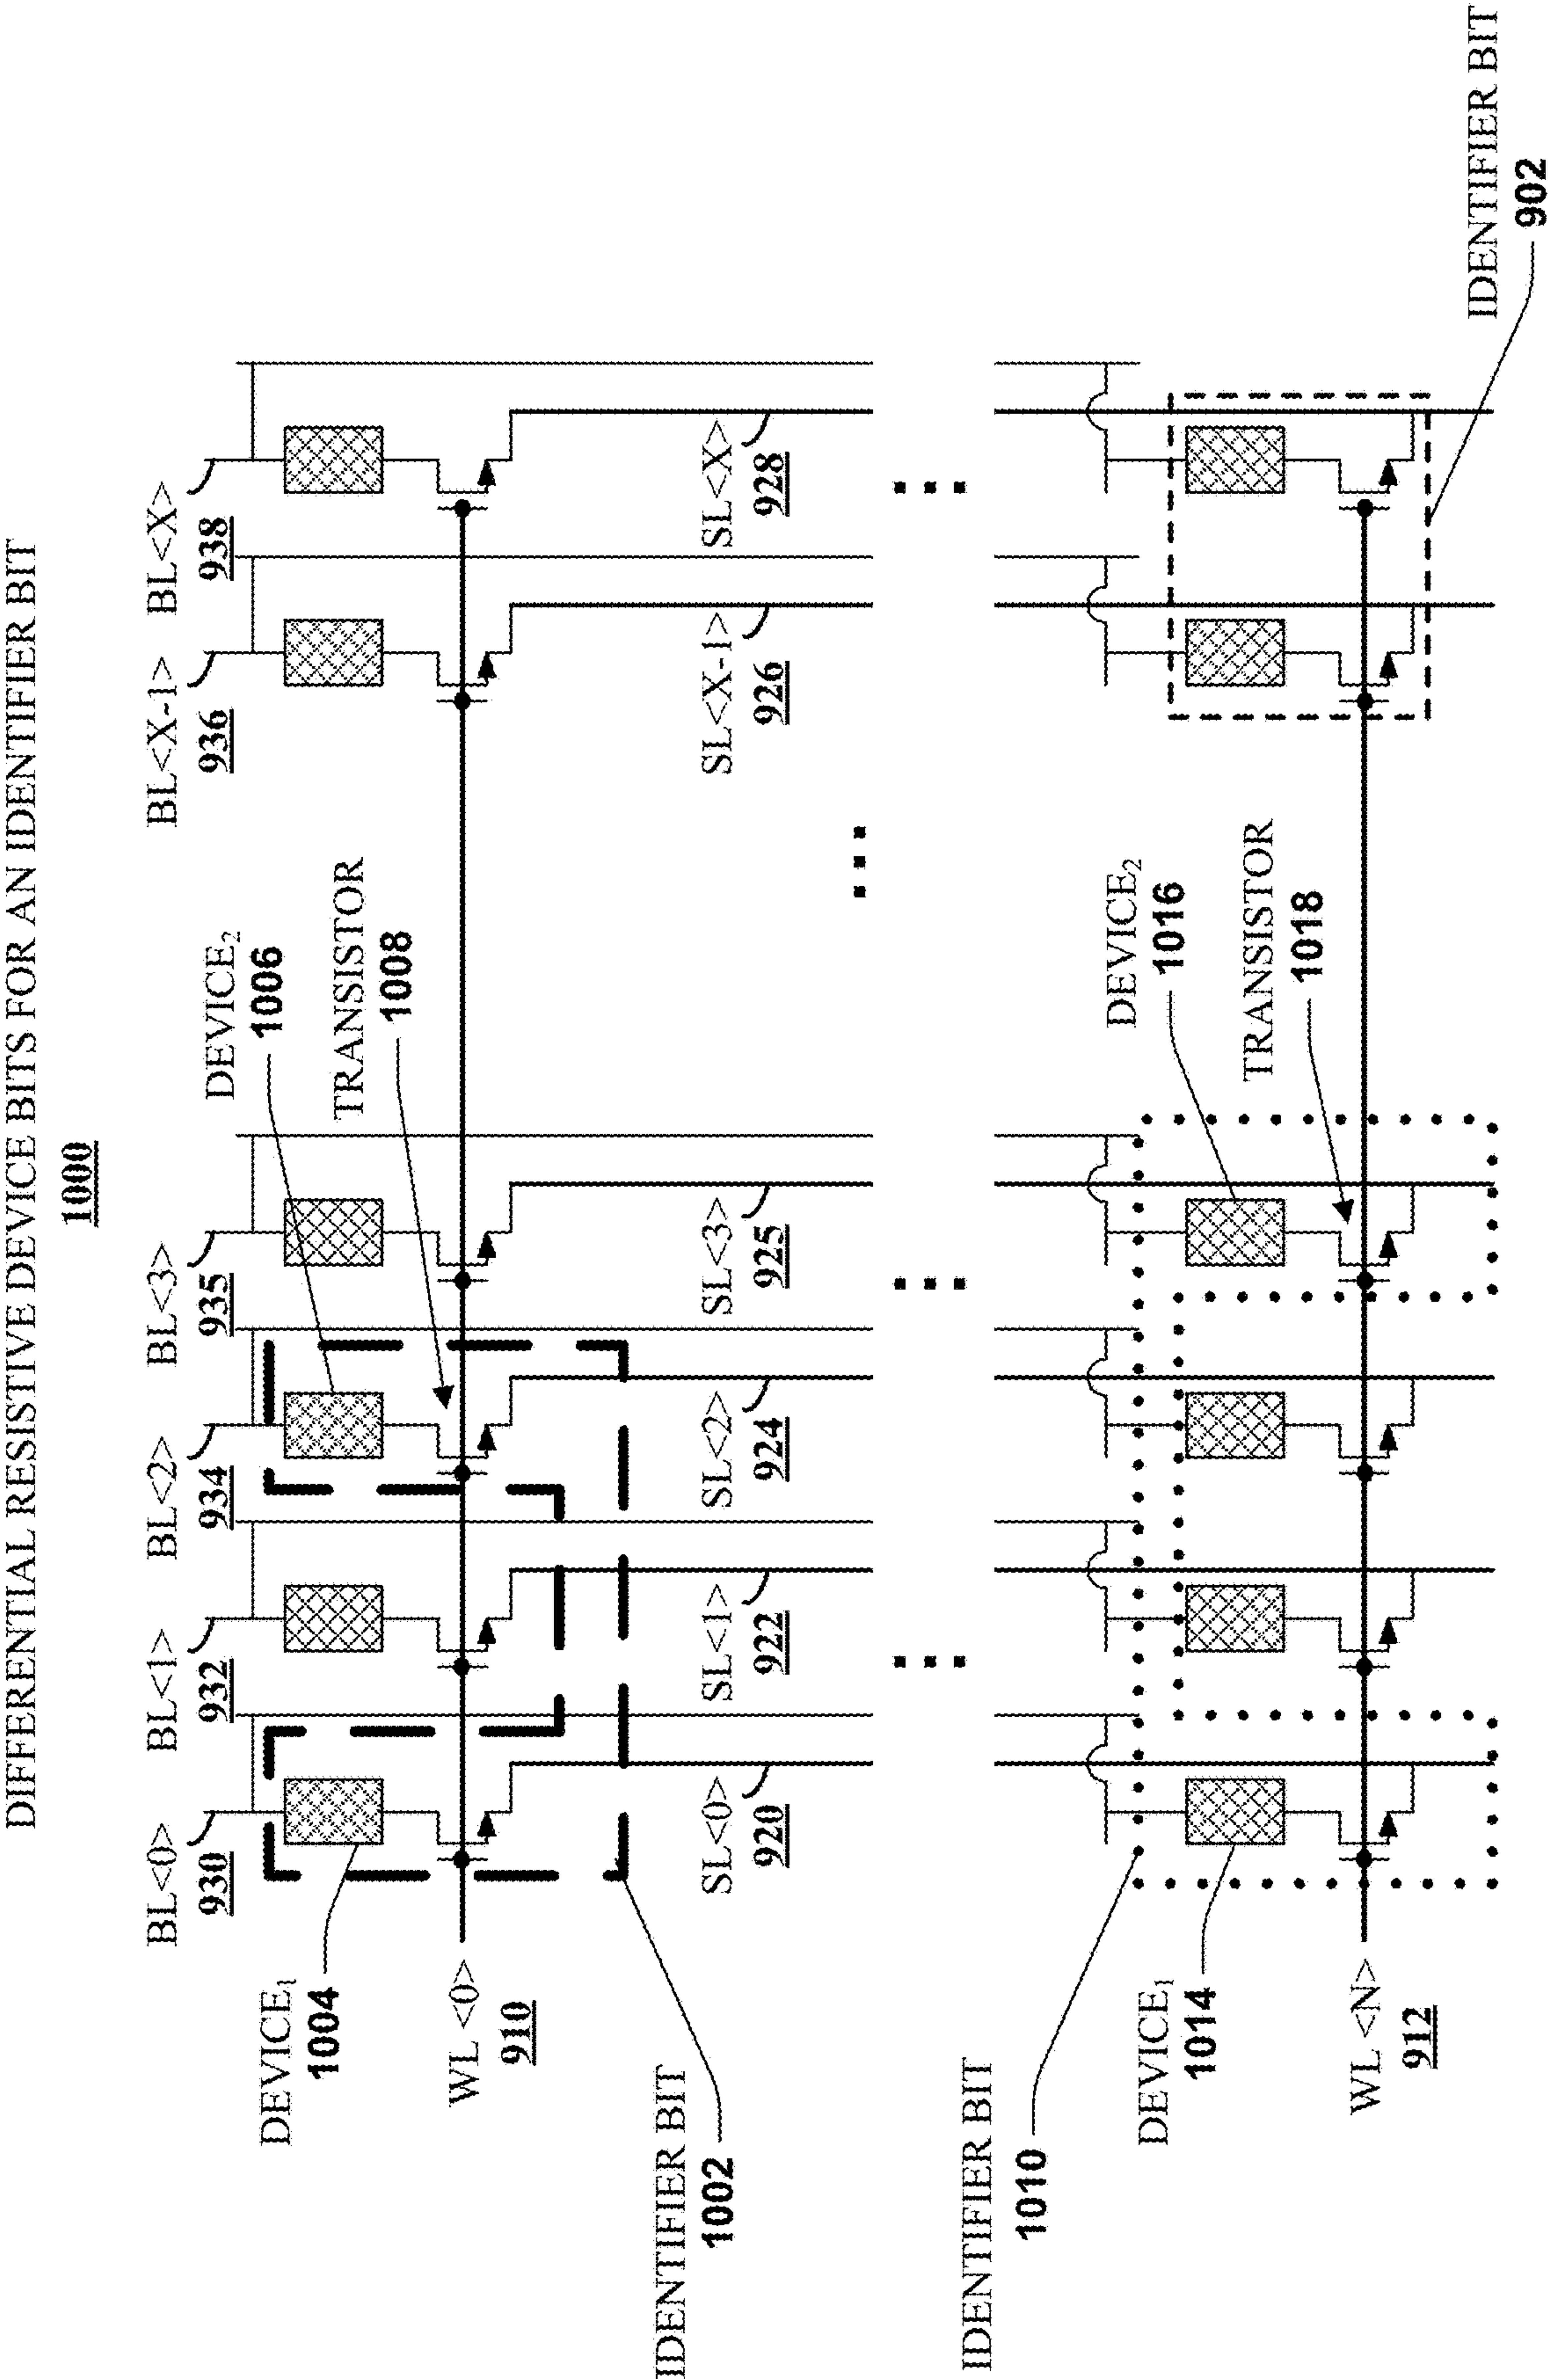 DIFFERENTIAL RESISTIVE DEVICE BITS FOR AN IDENTIFIER BIT
1000
BL<0>
930
BL<1>
932
BL<2>
934
BL<3>
935
BL<X-1>
936
BL<X>
938
DEVICE₁
1004
DEVICE₂
1006
TRANSISTOR
1008
WL <0>
910
IDENTIFIER BIT
1002
SL<0>
920
SL<1>
922
SL<2>
924
SL<3>
925
SL<X-1>
926
SL<X>
928
IDENTIFIER BIT
1010
DEVICE₁
1014
DEVICE₂
1016
TRANSISTOR
1018
WL <N>
912
IDENTIFIER BIT
902